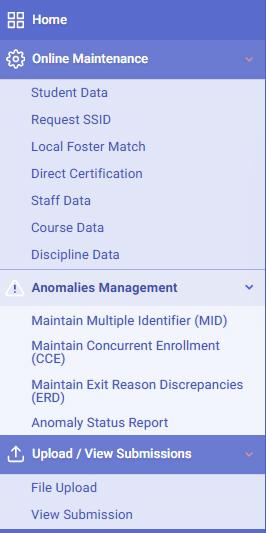 Home
Online Maintenance
Student Data
Request SSID
Local Foster Match
Direct Certification
Staff Data
Course Data
Discipline Data
Anomalies Management
Maintain Multiple Identifier (MID)
Maintain Concurrent Enrollment
(CCE)
Maintain Exit Reason Discrepancies
(ERD)
Anomaly Status Report
Upload / View Submissions
File Upload
View Submission